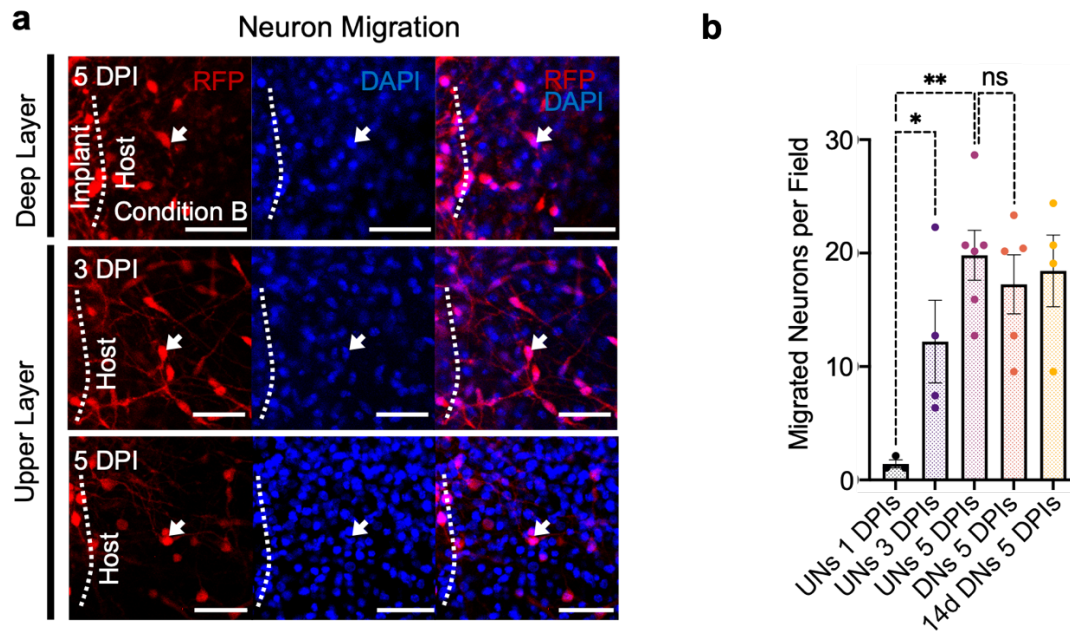 a
Neuron Migration
Deep Layer
5 DPI
RFP
DAPI
RFP
DAPI
Implant
Host
Condition B
Upper Layer
3 DPI
Host
5 DPI
Host
b
**
ns
*
Migrated Neurons per Field
30
20
10
0
UNs 1 DPIs
UNs 3 DPIs
UNs 5 DPIs
DNs 5 DPIs
14d DNs 5 DPIs